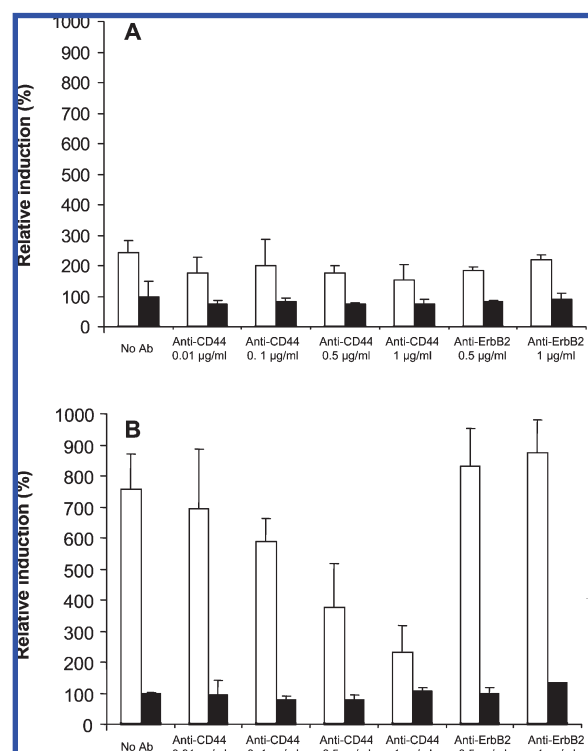 A
Relative induction (%)
1000
900
800
700
600
500
400
300
200
100
0
No Ab
Anti-CD44
0.01 µg/ml
Anti-CD44
0. 1 µg/ml
Anti-CD44
0.5 µg/ml
Anti-CD44
1 µg/ml
Anti-ErbB2
0.5 µg/ml
Anti-ErbB2
1 µg/ml
B
Relative induction (%)
1000
900
800
700
600
500
400
300
200
100
0
No Ab
Anti-CD44
Anti-CD44
Anti-CD44
Anti-CD44
Anti-ErbB2
Anti-ErbB2